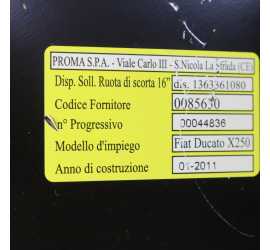 PROMA S.P.A. - Viale Carlo III - S.Nicola La Strada (CE)
Disp. Soll. Ruota di scorta 16" dis. 1363361080
Codice Fornitore 0085610
n° Progressivo 00044836
Modello d'impiego Fiat Ducato X250
Anno di costruzione 01-2011